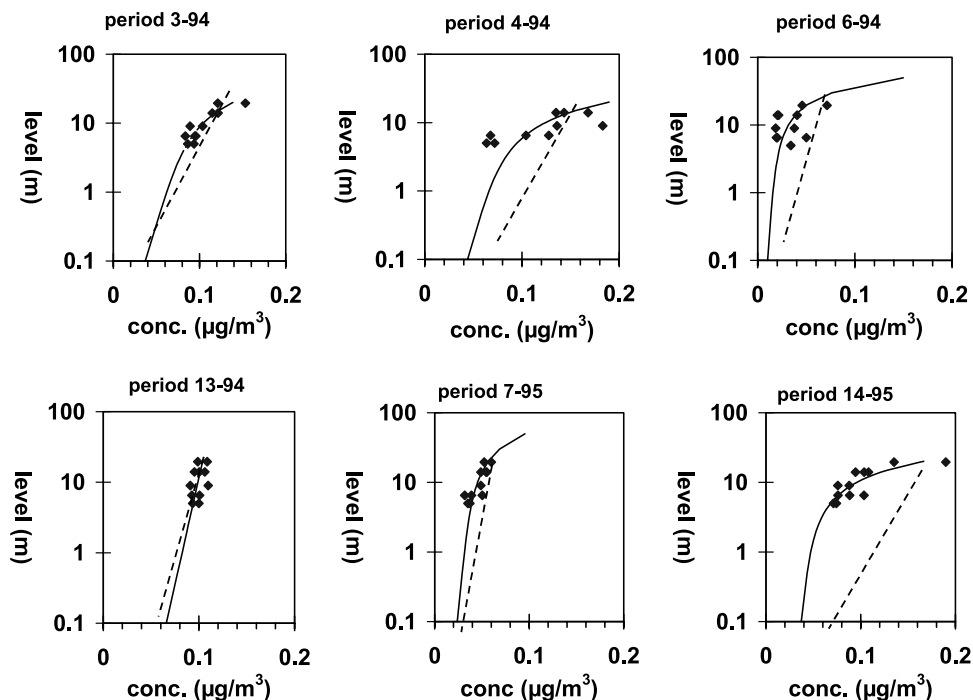 period 3-94
period 4-94
period 6-94
100
10
1
0.1
level (m)
0
0.1
0.2
conc. (µg/m³)
100
10
1
0.1
level (m)
0
0.1
0.2
conc. (µg/m³)
100
10
1
0.1
level (m)
0
0.1
0.2
conc (µg/m³)
period 13-94
period 7-95
period 14-95
100
10
1
0.1
level (m)
0
0.1
0.2
conc. (µg/m³)
100
10
1
0.1
level (m)
0
0.1
0.2
conc (µg/m³)
100
10
1
0.1
level (m)
0
0.1
0.2
conc. (µg/m³)